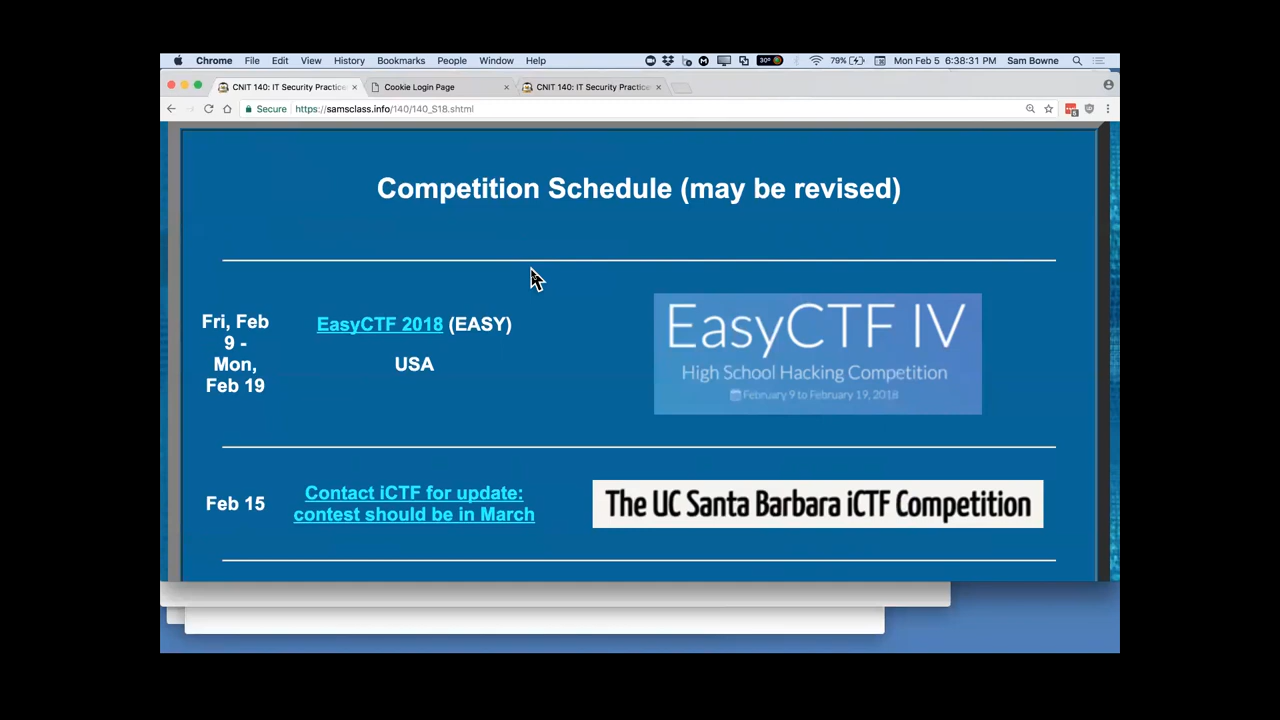 Chrome File Edit View History Bookmarks People Window Help 30° 79% Mon Feb 5 6:38:31 PM Sam Bowne
CNIT 140: IT Security Practice Cookie Login Page CNIT 140: IT Security Practice
Secure https://samsclass.info/140/140_S18.shtml
Competition Schedule (may be revised)
Fri, Feb
9 -
Mon,
Feb 19
EasyCTF 2018 (EASY)
USA
EasyCTF IV
High School Hacking Competition
February 9 to February 19, 2018
Feb 15
Contact iCTF for update:
contest should be in March
The UC Santa Barbara iCTF Competition